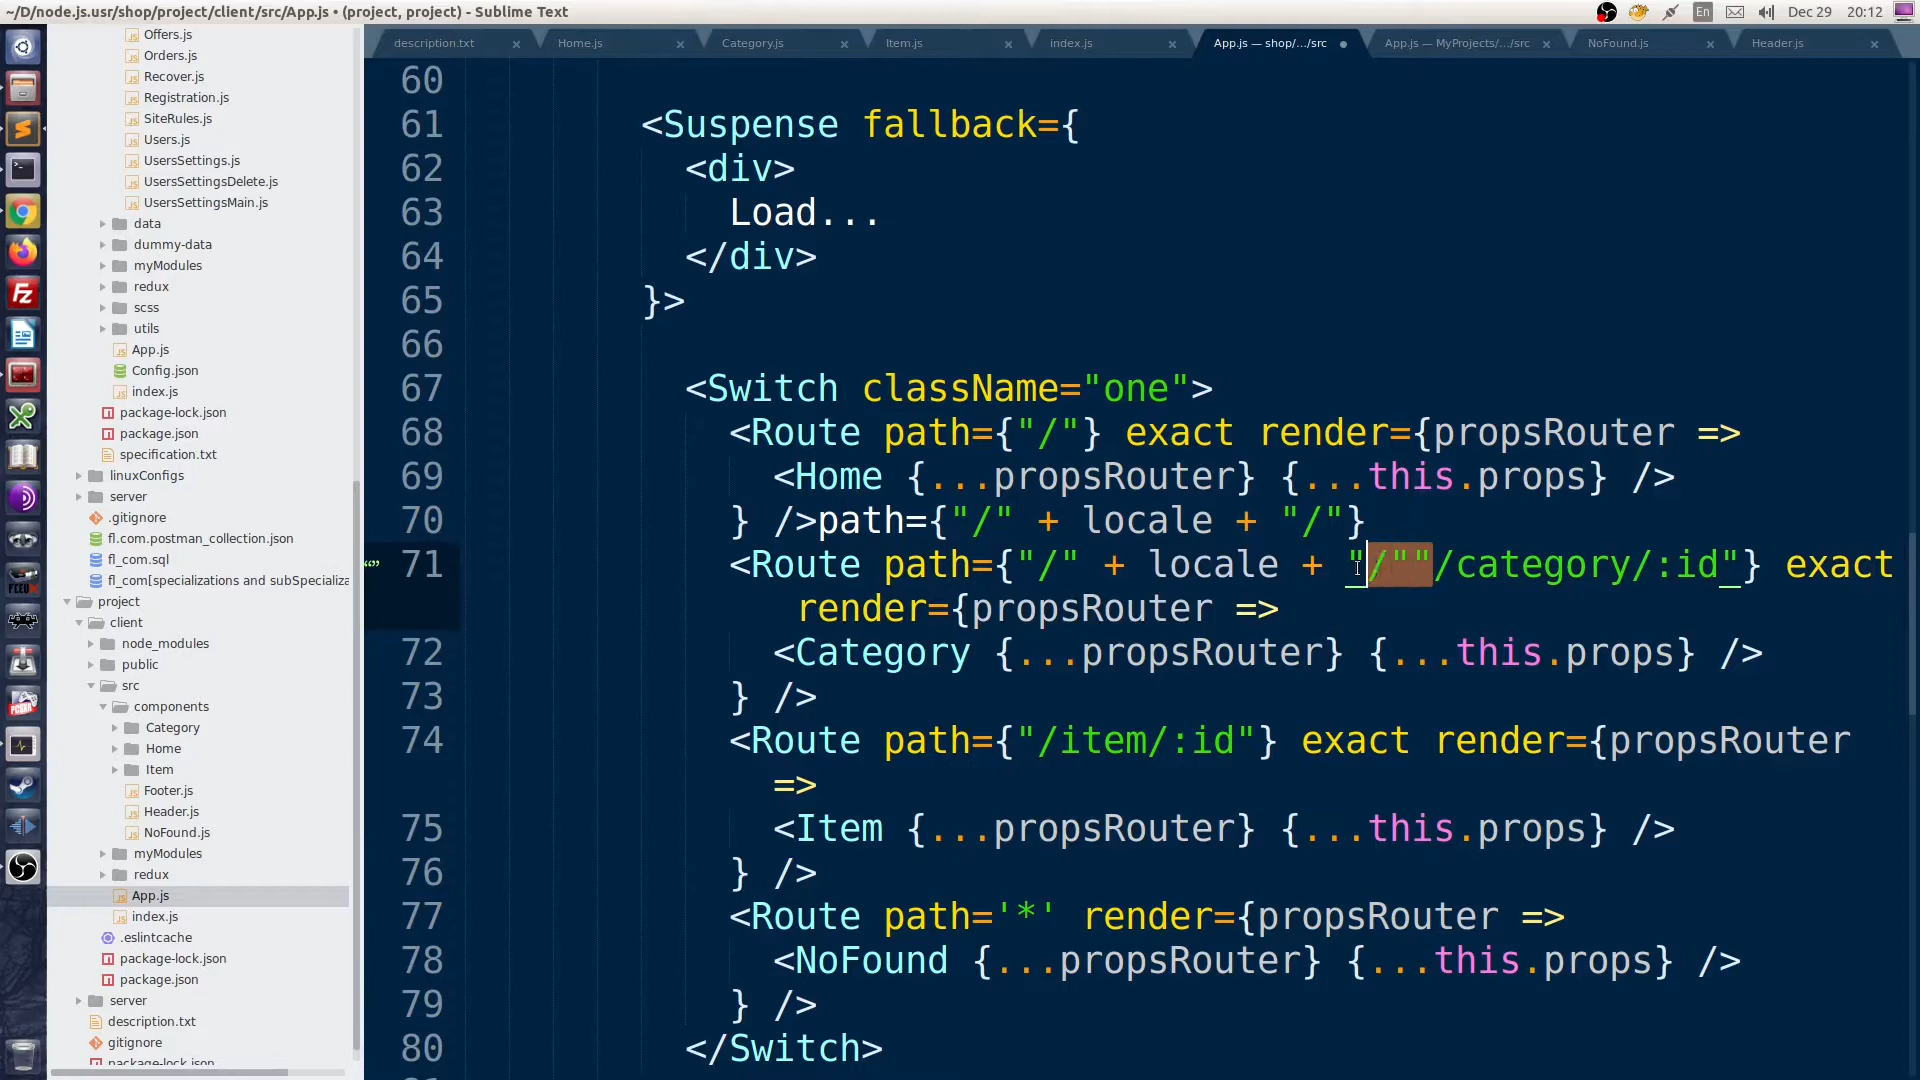 ~/D/node.js.usr/shop/project/client/src/App.js • (project, project) - Sublime Text
En
Dec 29
20:12
description.txt
Home.js
Category.js
Item.js
index.js
App.js — shop/.../src
App.js — MyProjects/...src
NoFound.js
Header.js
Offers.js
Orders.js
Recover.js
Registration.js
SiteRules.js
Users.js
UsersSettings.js
UsersSettingsDelete.js
UsersSettingsMain.js
data
dummy-data
myModules
redux
scss
utils
App.js
Config.json
index.js
package-lock.json
package.json
specification.txt
linuxConfigs
server
.gitignore
fl.com.postman_collection.json
fl_com.sql
fl_com[specializations and subSpecializa
project
client
node_modules
public
src
components
Category
Home
Item
Footer.js
Header.js
NoFound.js
myModules
redux
App.js
index.js
.eslintcache
package-lock.json
package.json
server
description.txt
gitignore
package-lock.json
60
61 <Suspense fallback={
62 <div>
63 Load...
64 </div>
65 }>
66
67 <Switch className="one">
68 <Route path={"/"} exact render={propsRouter =>
69 <Home {...propsRouter} {...this.props} />
70 } />path={"/" + locale + "/"}
71 <Route path={"/" + locale + "/""/category/:id"} exact
render={propsRouter =>
72 <Category {...propsRouter} {...this.props} />
73 } />
74 <Route path={"/item/:id"} exact render={propsRouter
=>
75 <Item {...propsRouter} {...this.props} />
76 } />
77 <Route path='*' render={propsRouter =>
78 <NoFound {...propsRouter} {...this.props} />
79 } />
80 </Switch>